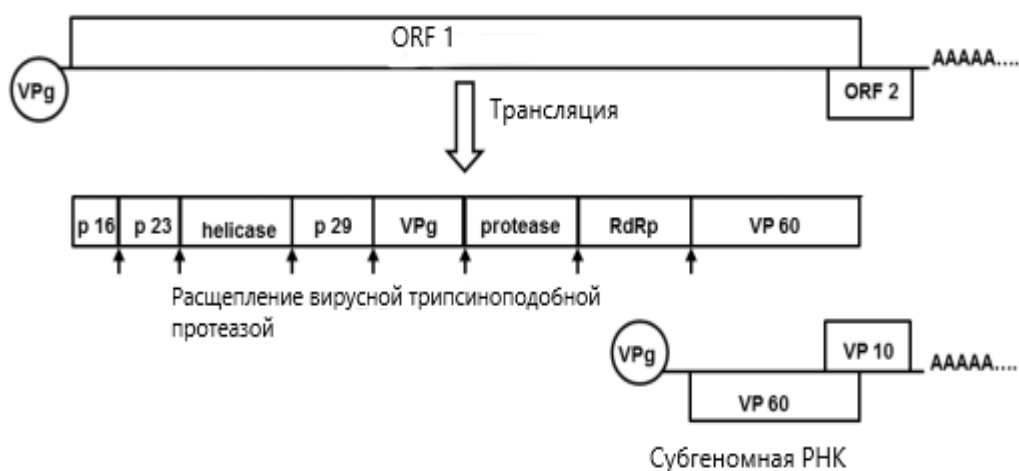 ORF 1
AAAAA....
VPg
ORF 2
Трансляция
p 16 p 23 helicase p 29 VPg protease RdRp VP 60
Расщепление вирусной трипсиноподобной
протеазой
VPg
VP 10
AAAAA....
VP 60
Субгеномная РНК